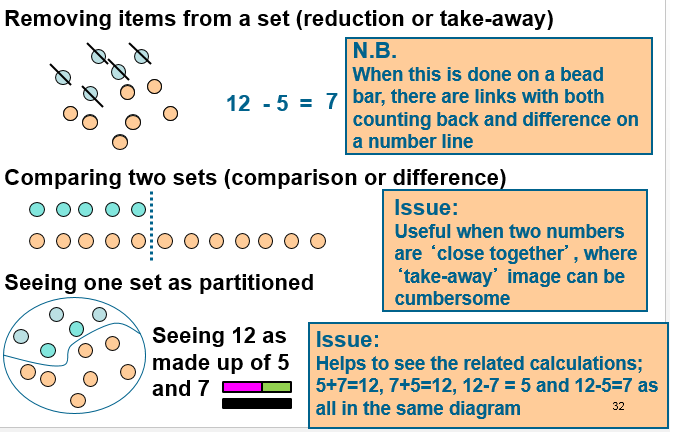 Removing items from a set (reduction or take-away)
12 - 5 = 7
N.B.
When this is done on a bead
bar, there are links with both
counting back and difference on
a number line
Comparing two sets (comparison or difference)
Issue:
Useful when two numbers
are ‘close together’, where
‘take-away’ image can be
cumbersome
Seeing one set as partitioned
Seeing 12 as
made up of 5
and 7
Issue:
Helps to see the related calculations;
5+7=12, 7+5=12, 12-7 = 5 and 12-5=7 as
all in the same diagram
32